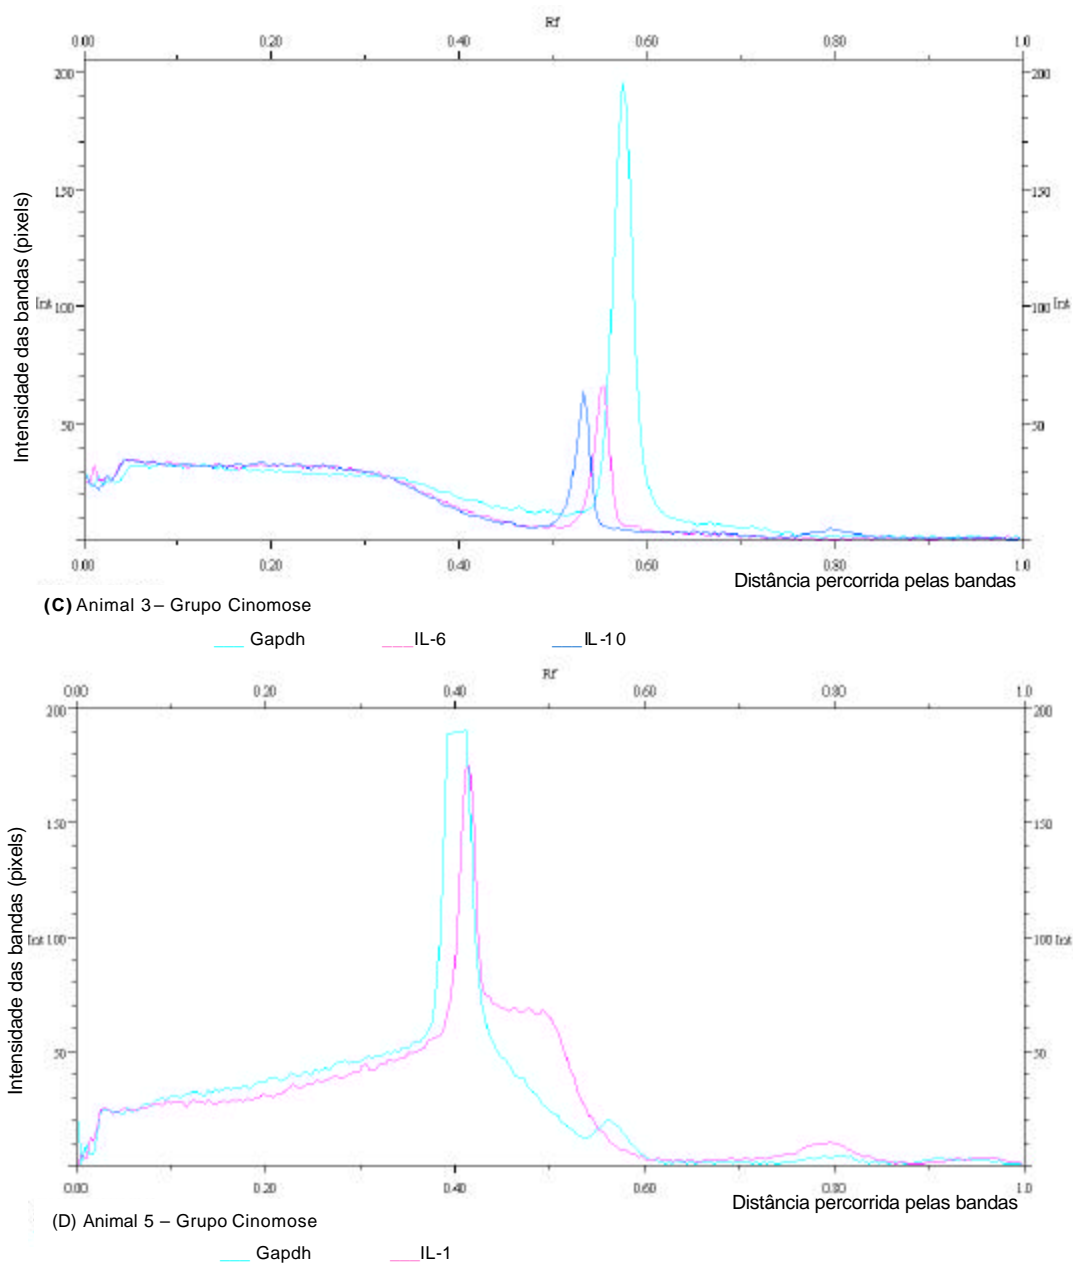 Rf
0.00 0.20 0.40 0.60 0.80 1.0
200 200
150 150
Int 100 100 Int
50 50
Intensidade das bandas (pixels)
0.00 0.20 0.40 0.60 0.80 1.0
Distância percorrida pelas bandas
(C) Animal 3 – Grupo Cinomose
Gapdh IL-6 IL-10
Rf
0.00 0.20 0.40 0.60 0.80 1.0
200 200
150 150
Int 100 100 Int
50 50
Intensidade das bandas (pixels)
0.00 0.20 0.40 0.60 0.80 1.0
Distância percorrida pelas bandas
(D) Animal 5 – Grupo Cinomose
Gapdh IL-1